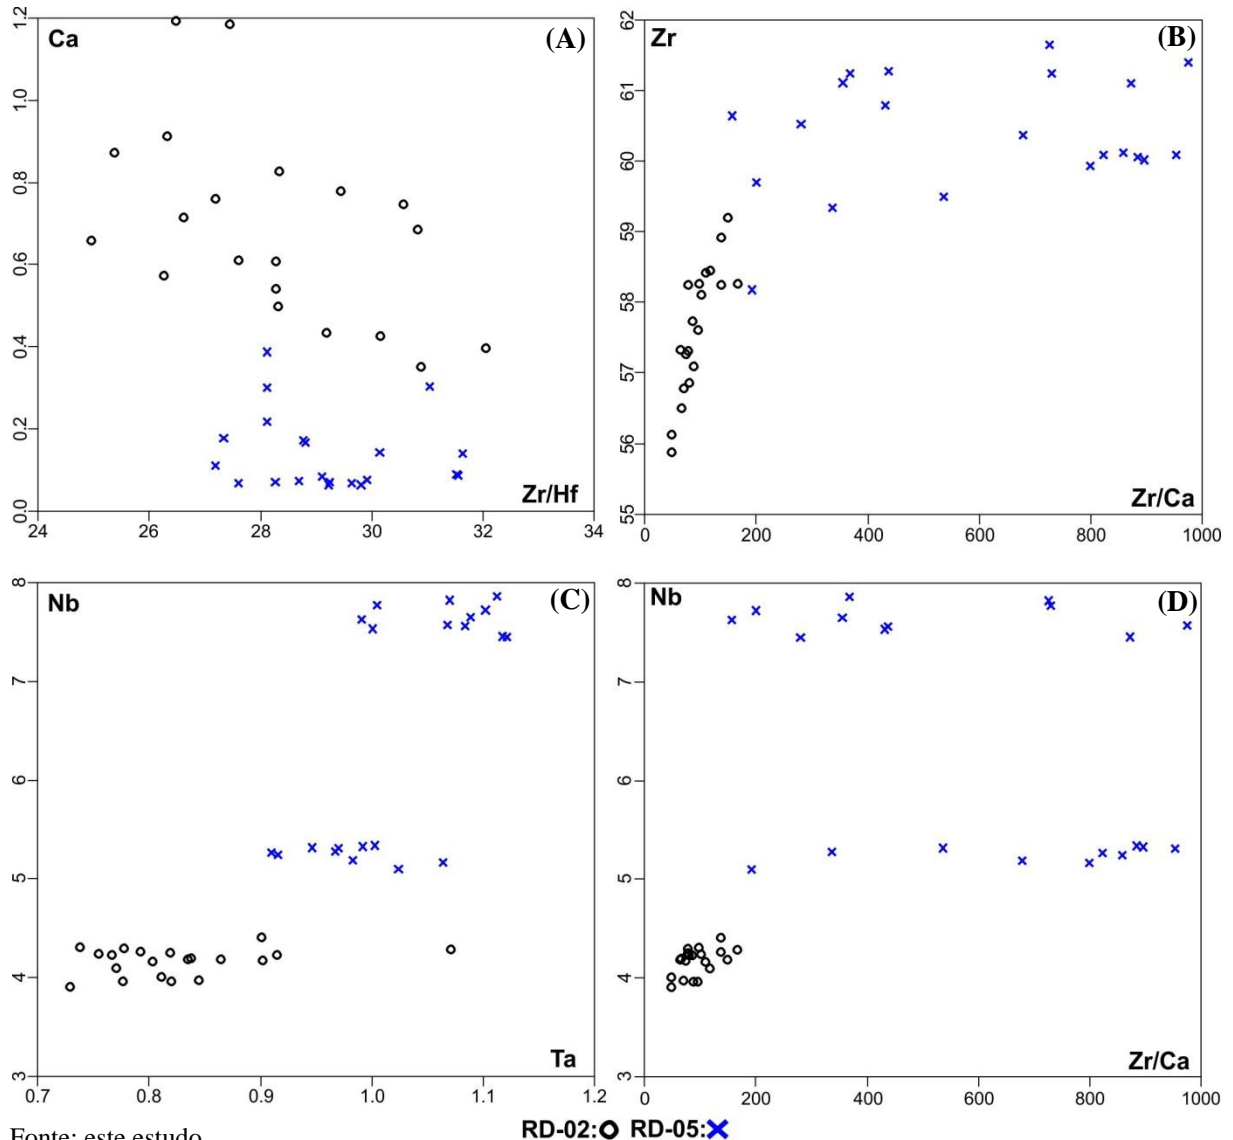 Ca
(A)
1.2
1.0
0.8
0.6
0.4
0.2
0.0
Zr/Hf
24 26 28 30 32 34
Zr
(B)
62
61
60
59
58
57
56
55
Zr/Ca
0 200 400 600 800 1000
Nb
(C)
8
7
6
5
4
3
Ta
0.7 0.8 0.9 1.0 1.1 1.2
Nb
(D)
8
7
6
5
4
3
Zr/Ca
0 200 400 600 800 1000
Fonte: este estudo
RD-02: RD-05: